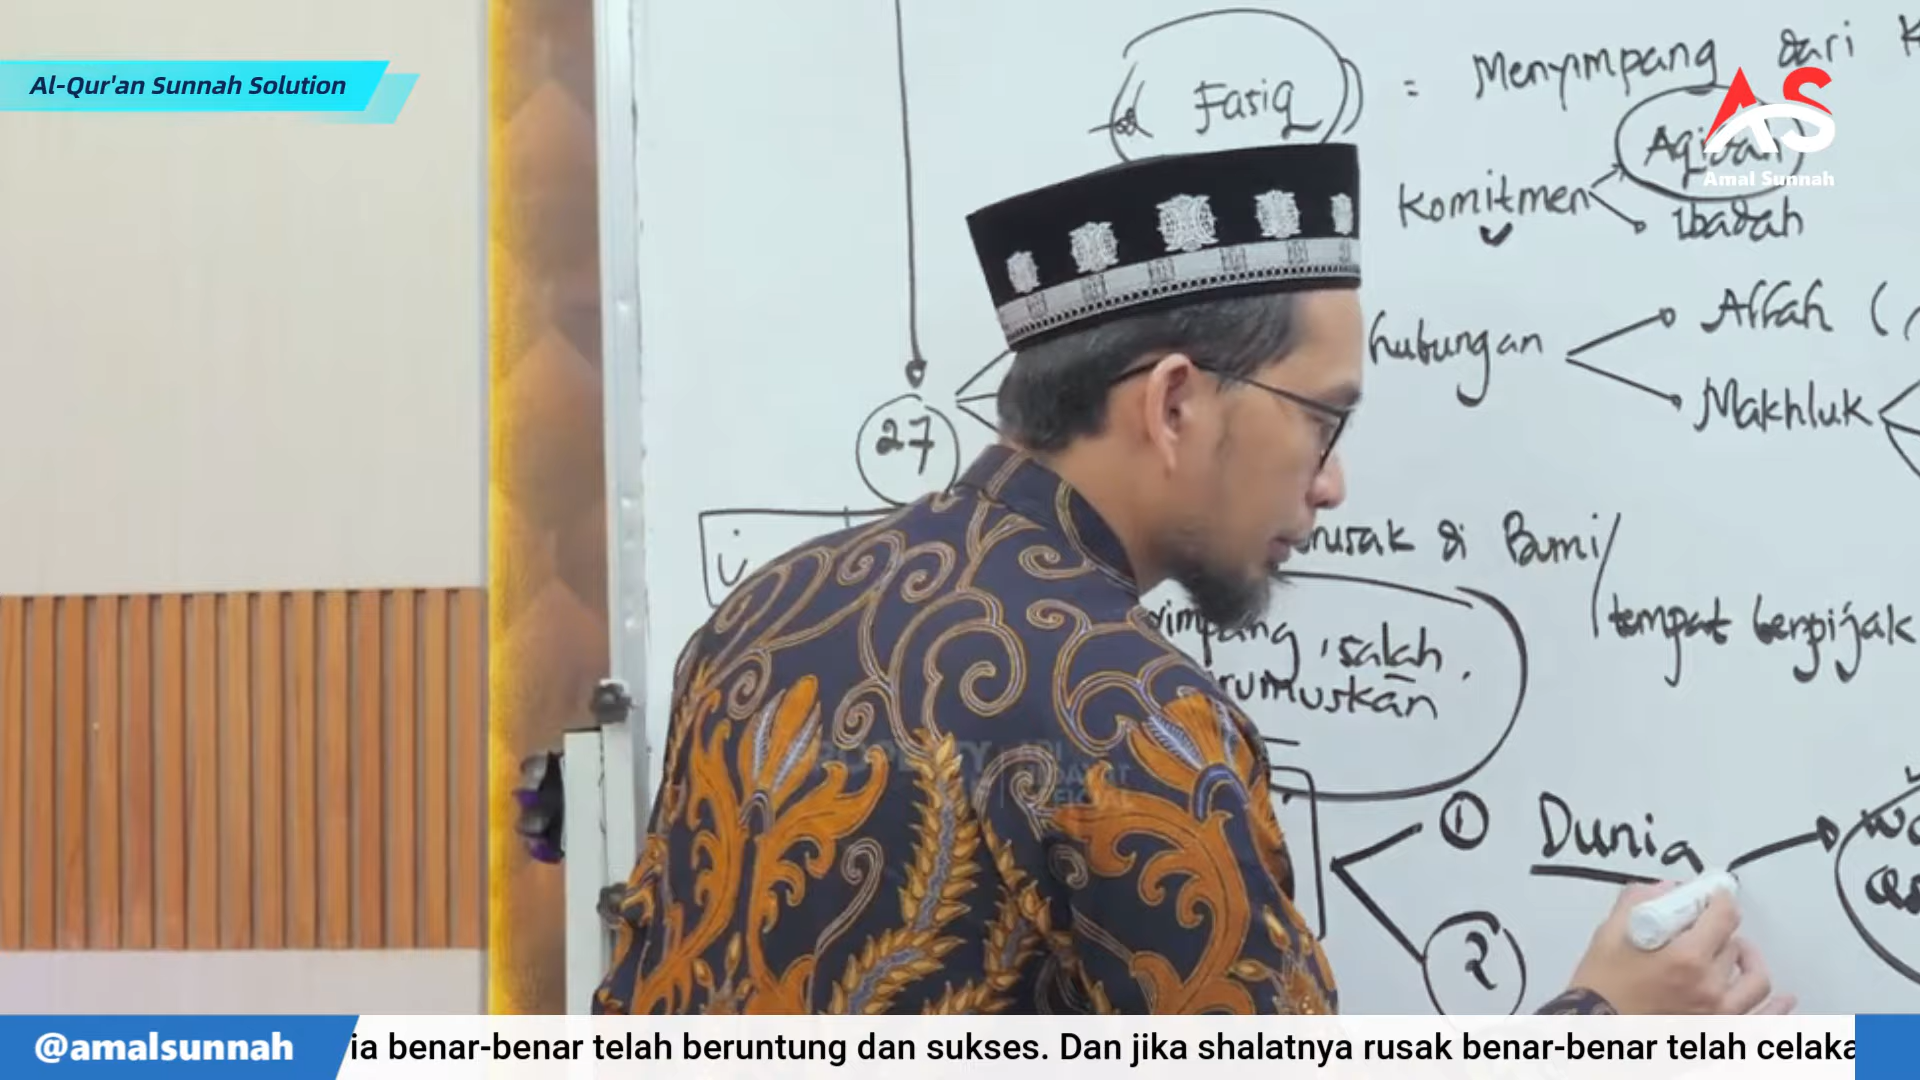 Al-Qur'an Sunnah Solution
Fasiq = Menyimpang dari
AS
Amal Sunnah
Aqidah
Komitmen
Ibadah
hubungan
Allah (
Makhluk
27
rusak di Bumi/
tempat berpijak
salah,
rumuskan
1 Dunia
2
@amalsunnah
ia benar-benar telah beruntung dan sukses. Dan jika shalatnya rusak benar-benar telah celaka